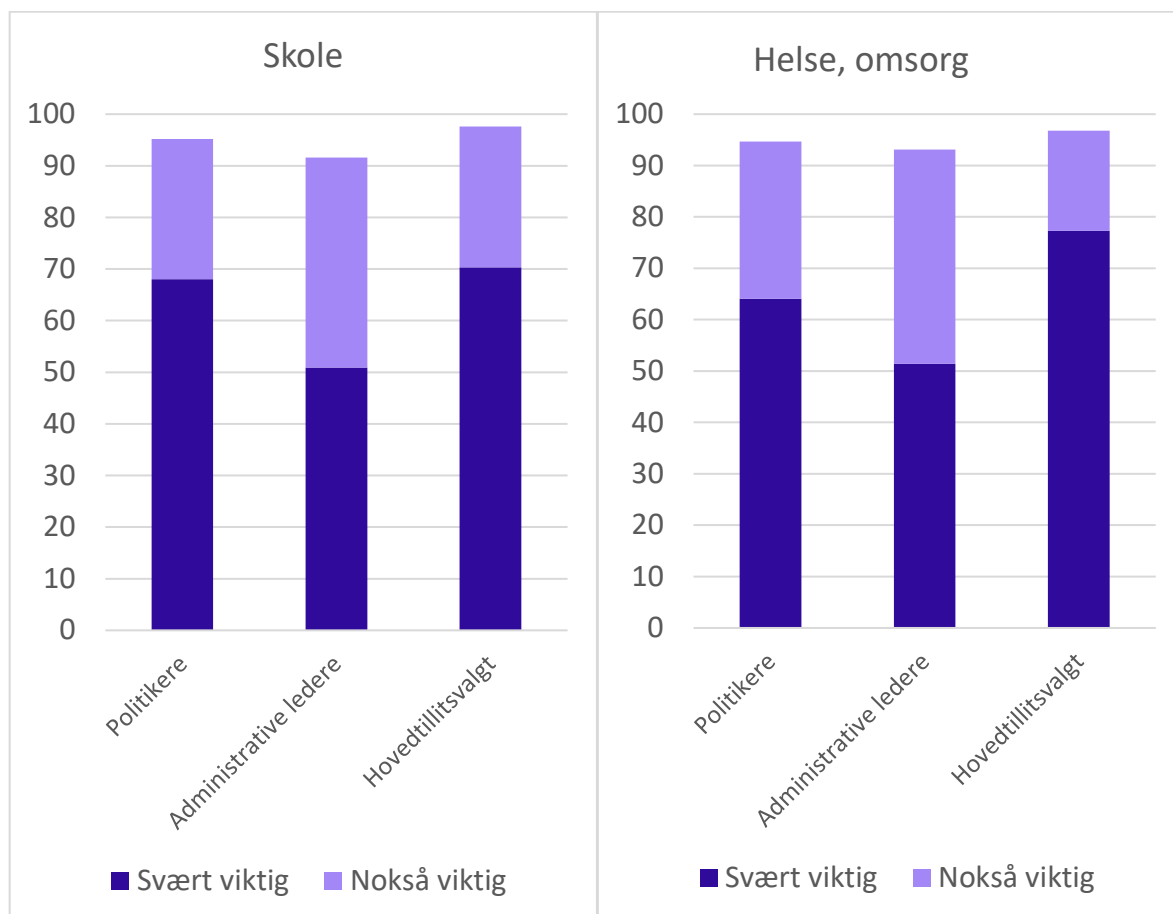 Skole
100
90
80
70
60
50
40
30
20
10
0
Politikere
Administrative ledere
Hovedtillitsvalgt
Svært viktig
Nokså viktig
Helse, omsorg
100
90
80
70
60
50
40
30
20
10
0
Politikere
Administrative ledere
Hovedtillitsvalgt
Svært viktig
Nokså viktig